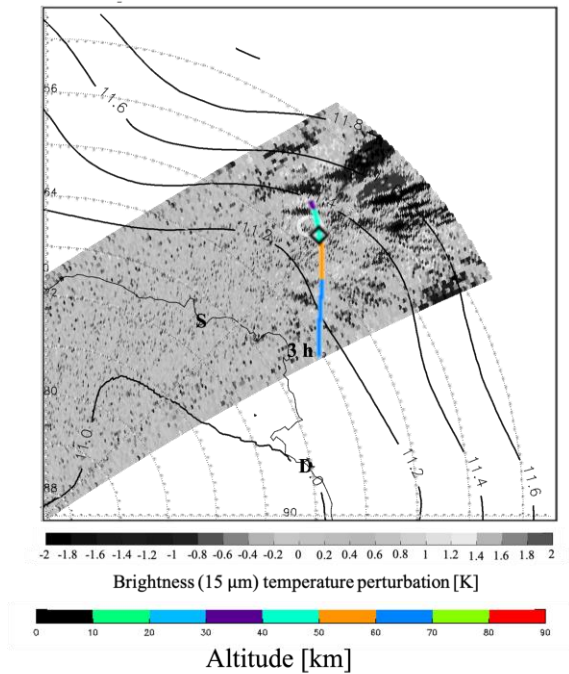 11.6
11.8
11.2
S
3 h
11.0
D
11.2
11.4
11.6
90
88
-2 -1.8 -1.6 -1.4 -1.2 -1 -0.8 -0.6 -0.4 -0.2 0 0.2 0.4 0.6 0.8 1 1.2 1.4 1.6 1.8 2
Brightness (15 μm) temperature perturbation [K]
0 10 20 30 40 50 60 70 80 90
Altitude [km]